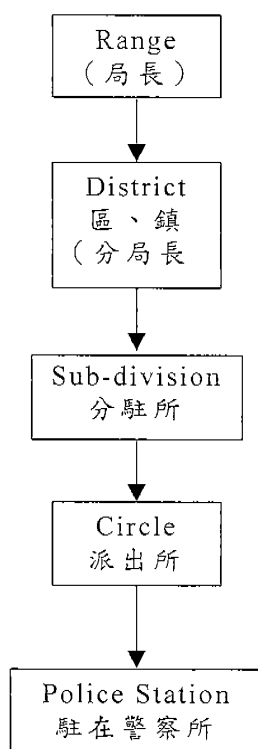 Range
(局長)
District
區、鎮
(分局長
Sub-division
分駐所
Circle
派出所
Police Station
駐在警察所